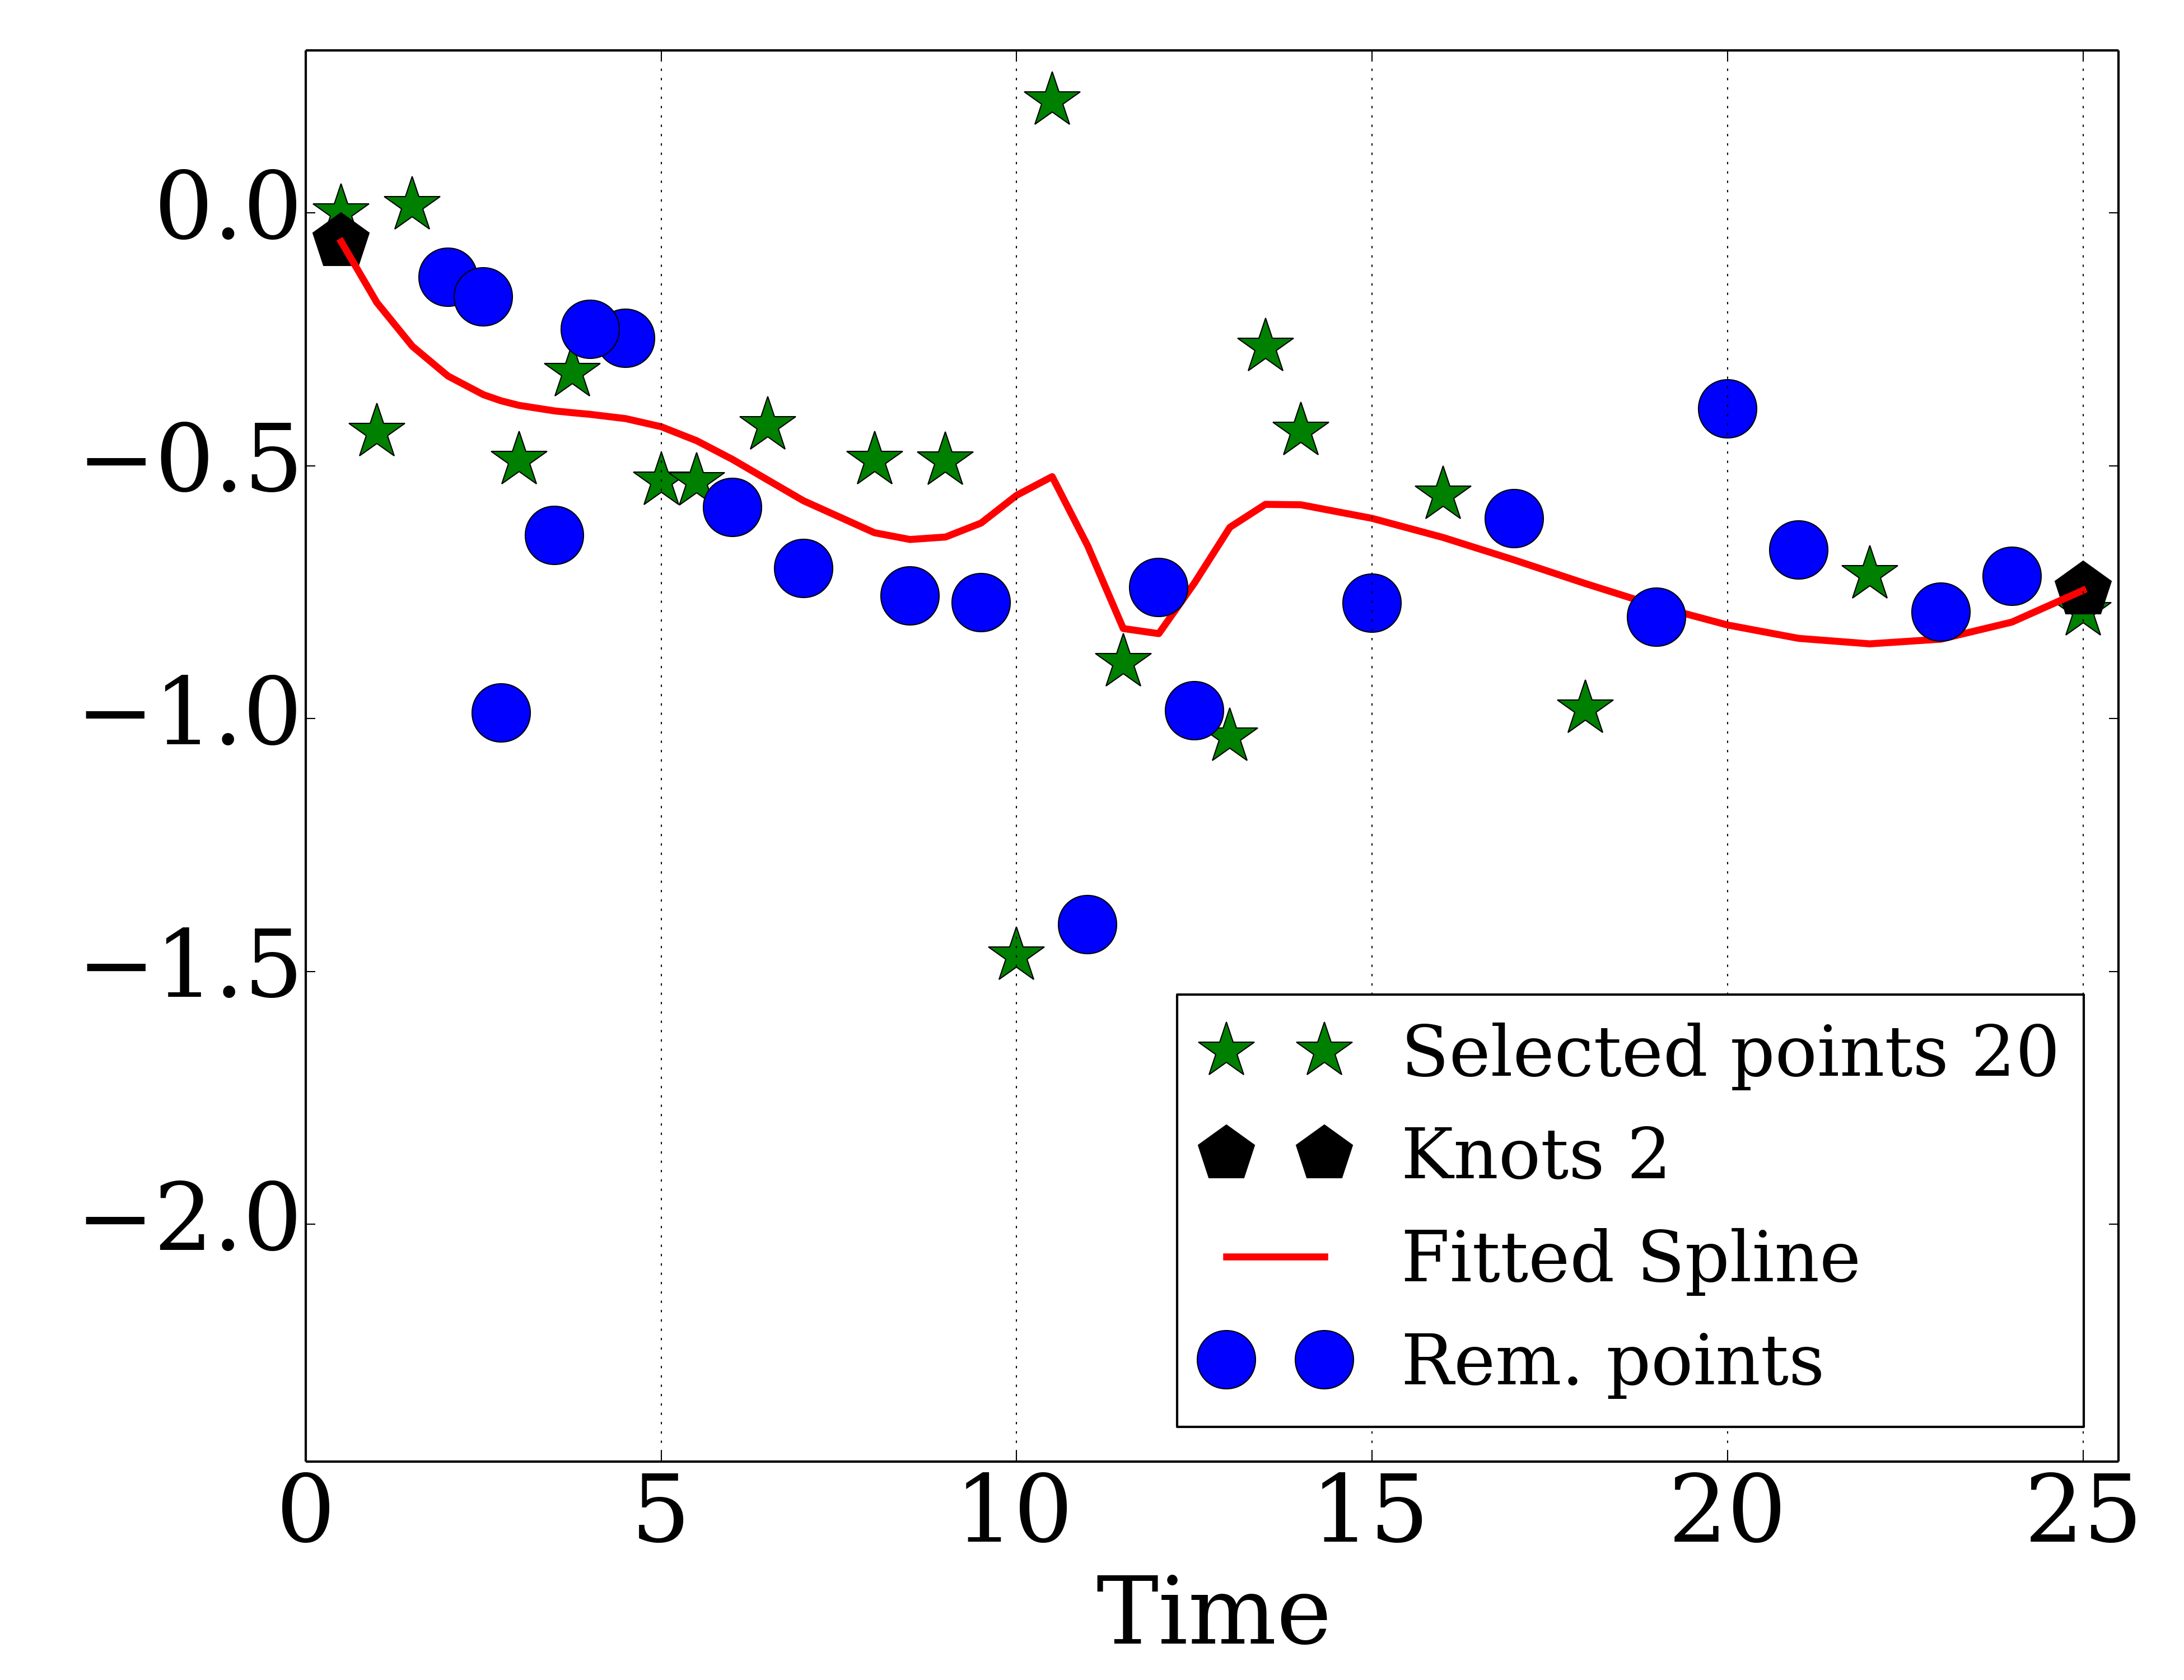 0.0
−0.5
−1.0
−1.5
−2.0
Selected points 20
Knots 2
Fitted Spline
Rem. points
0 5 10 15 20 25
Time